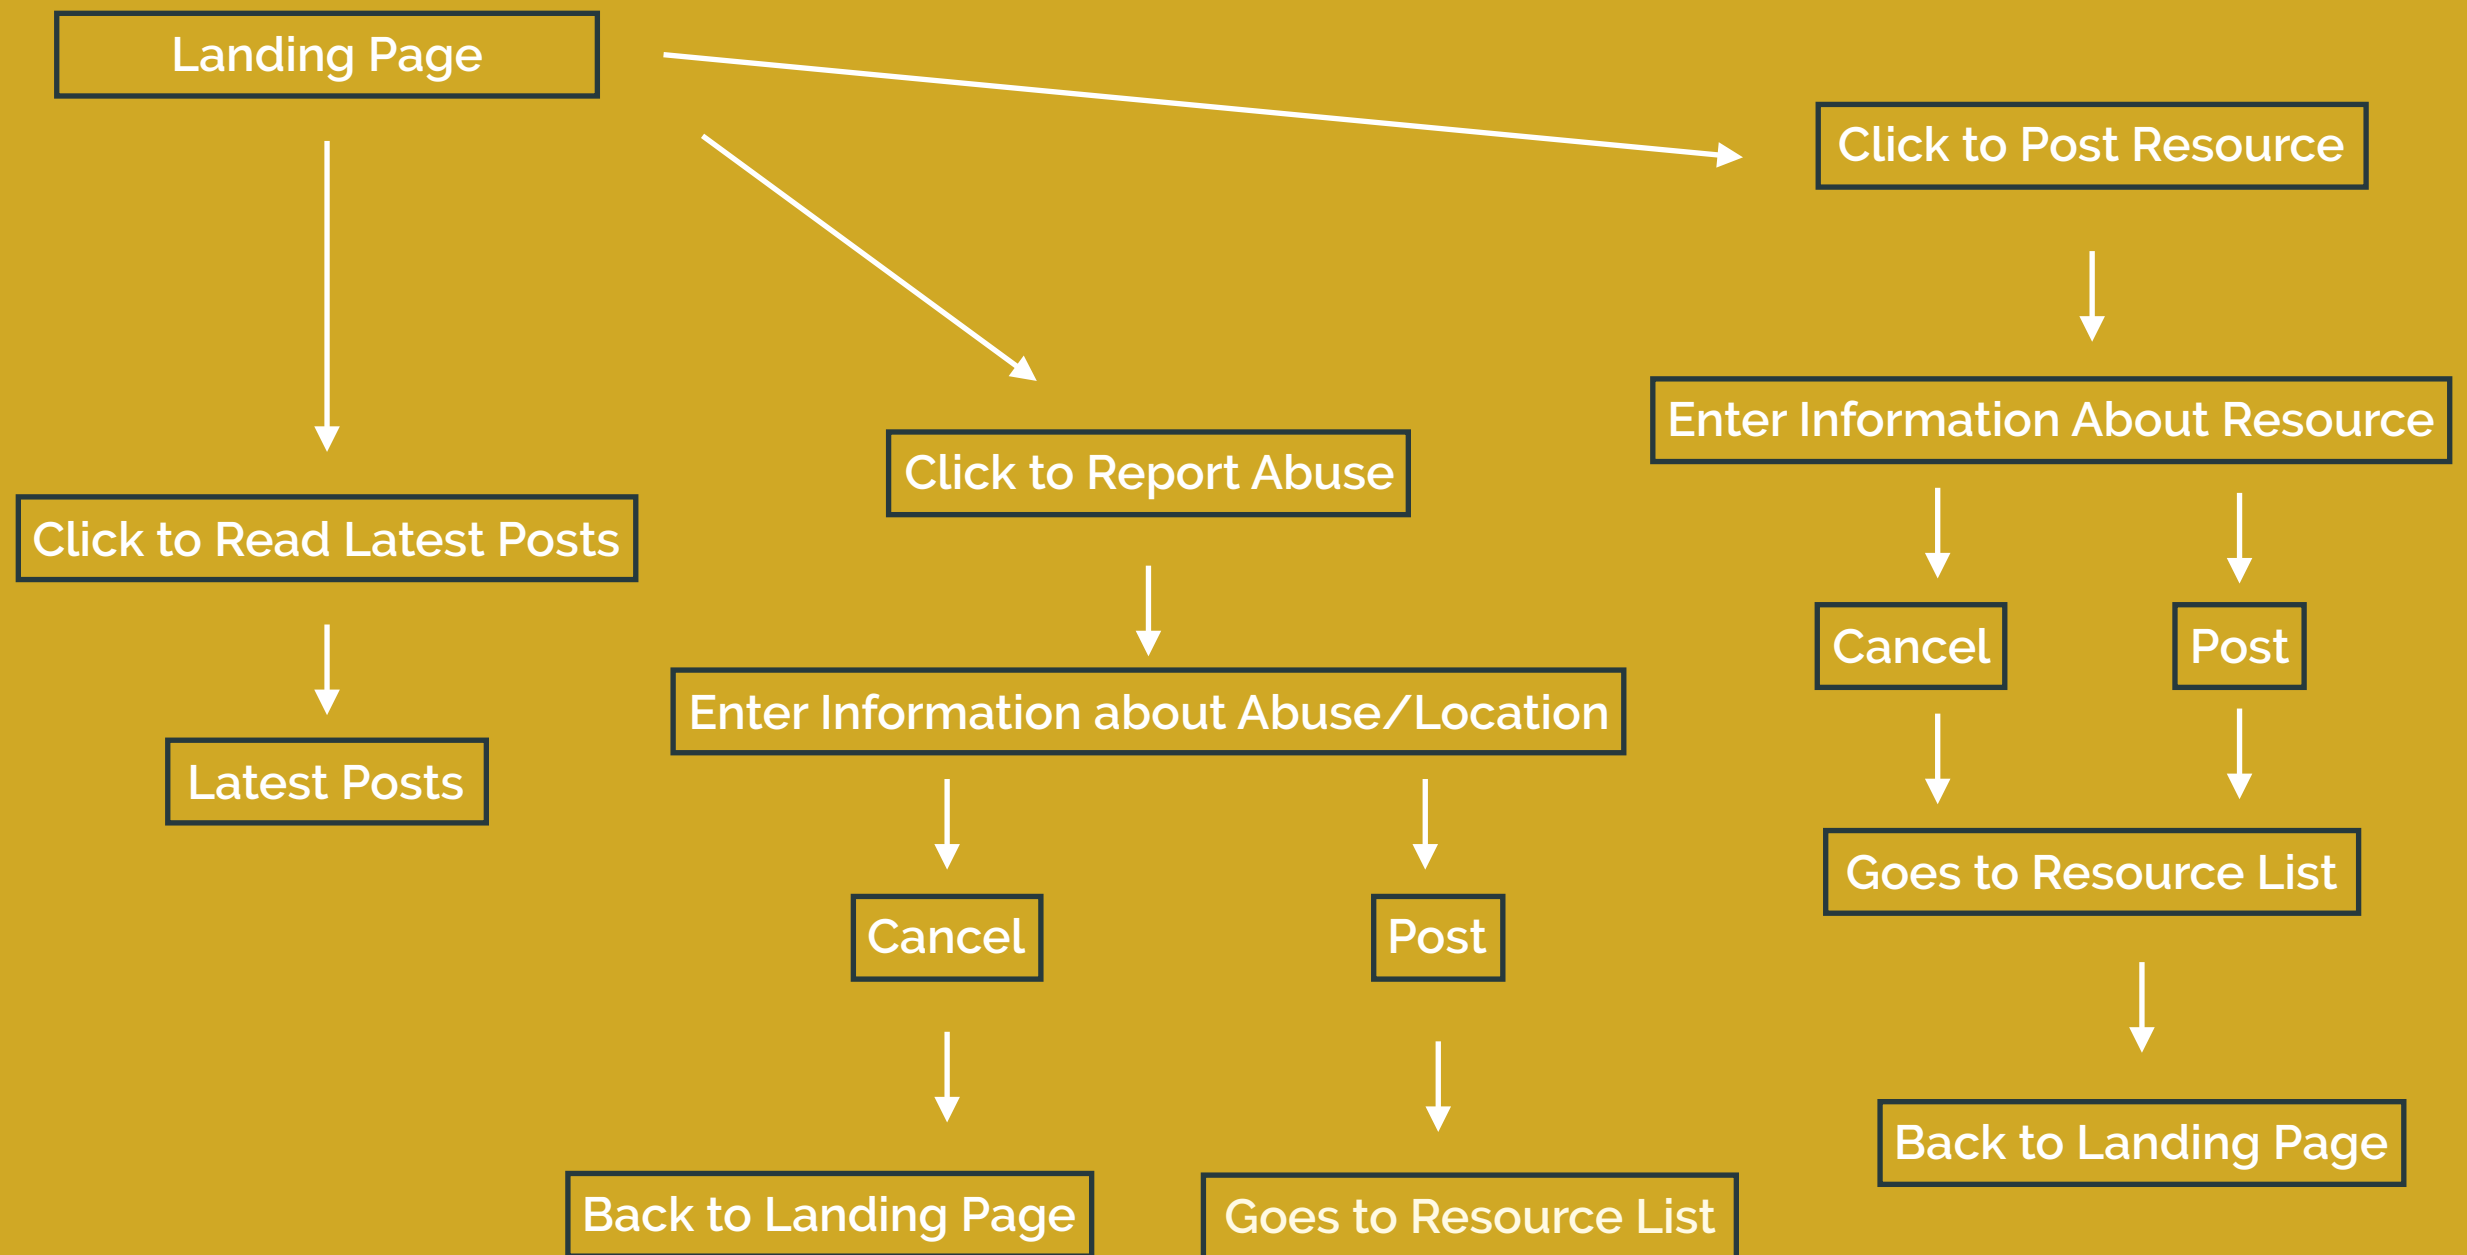 Landing Page
Click to Post Resource
Enter Information About Resource
Click to Report Abuse
Click to Read Latest Posts
Cancel
Post
Enter Information about Abuse/Location
Latest Posts
Goes to Resource List
Cancel
Post
Back to Landing Page
Back to Landing Page
Goes to Resource List